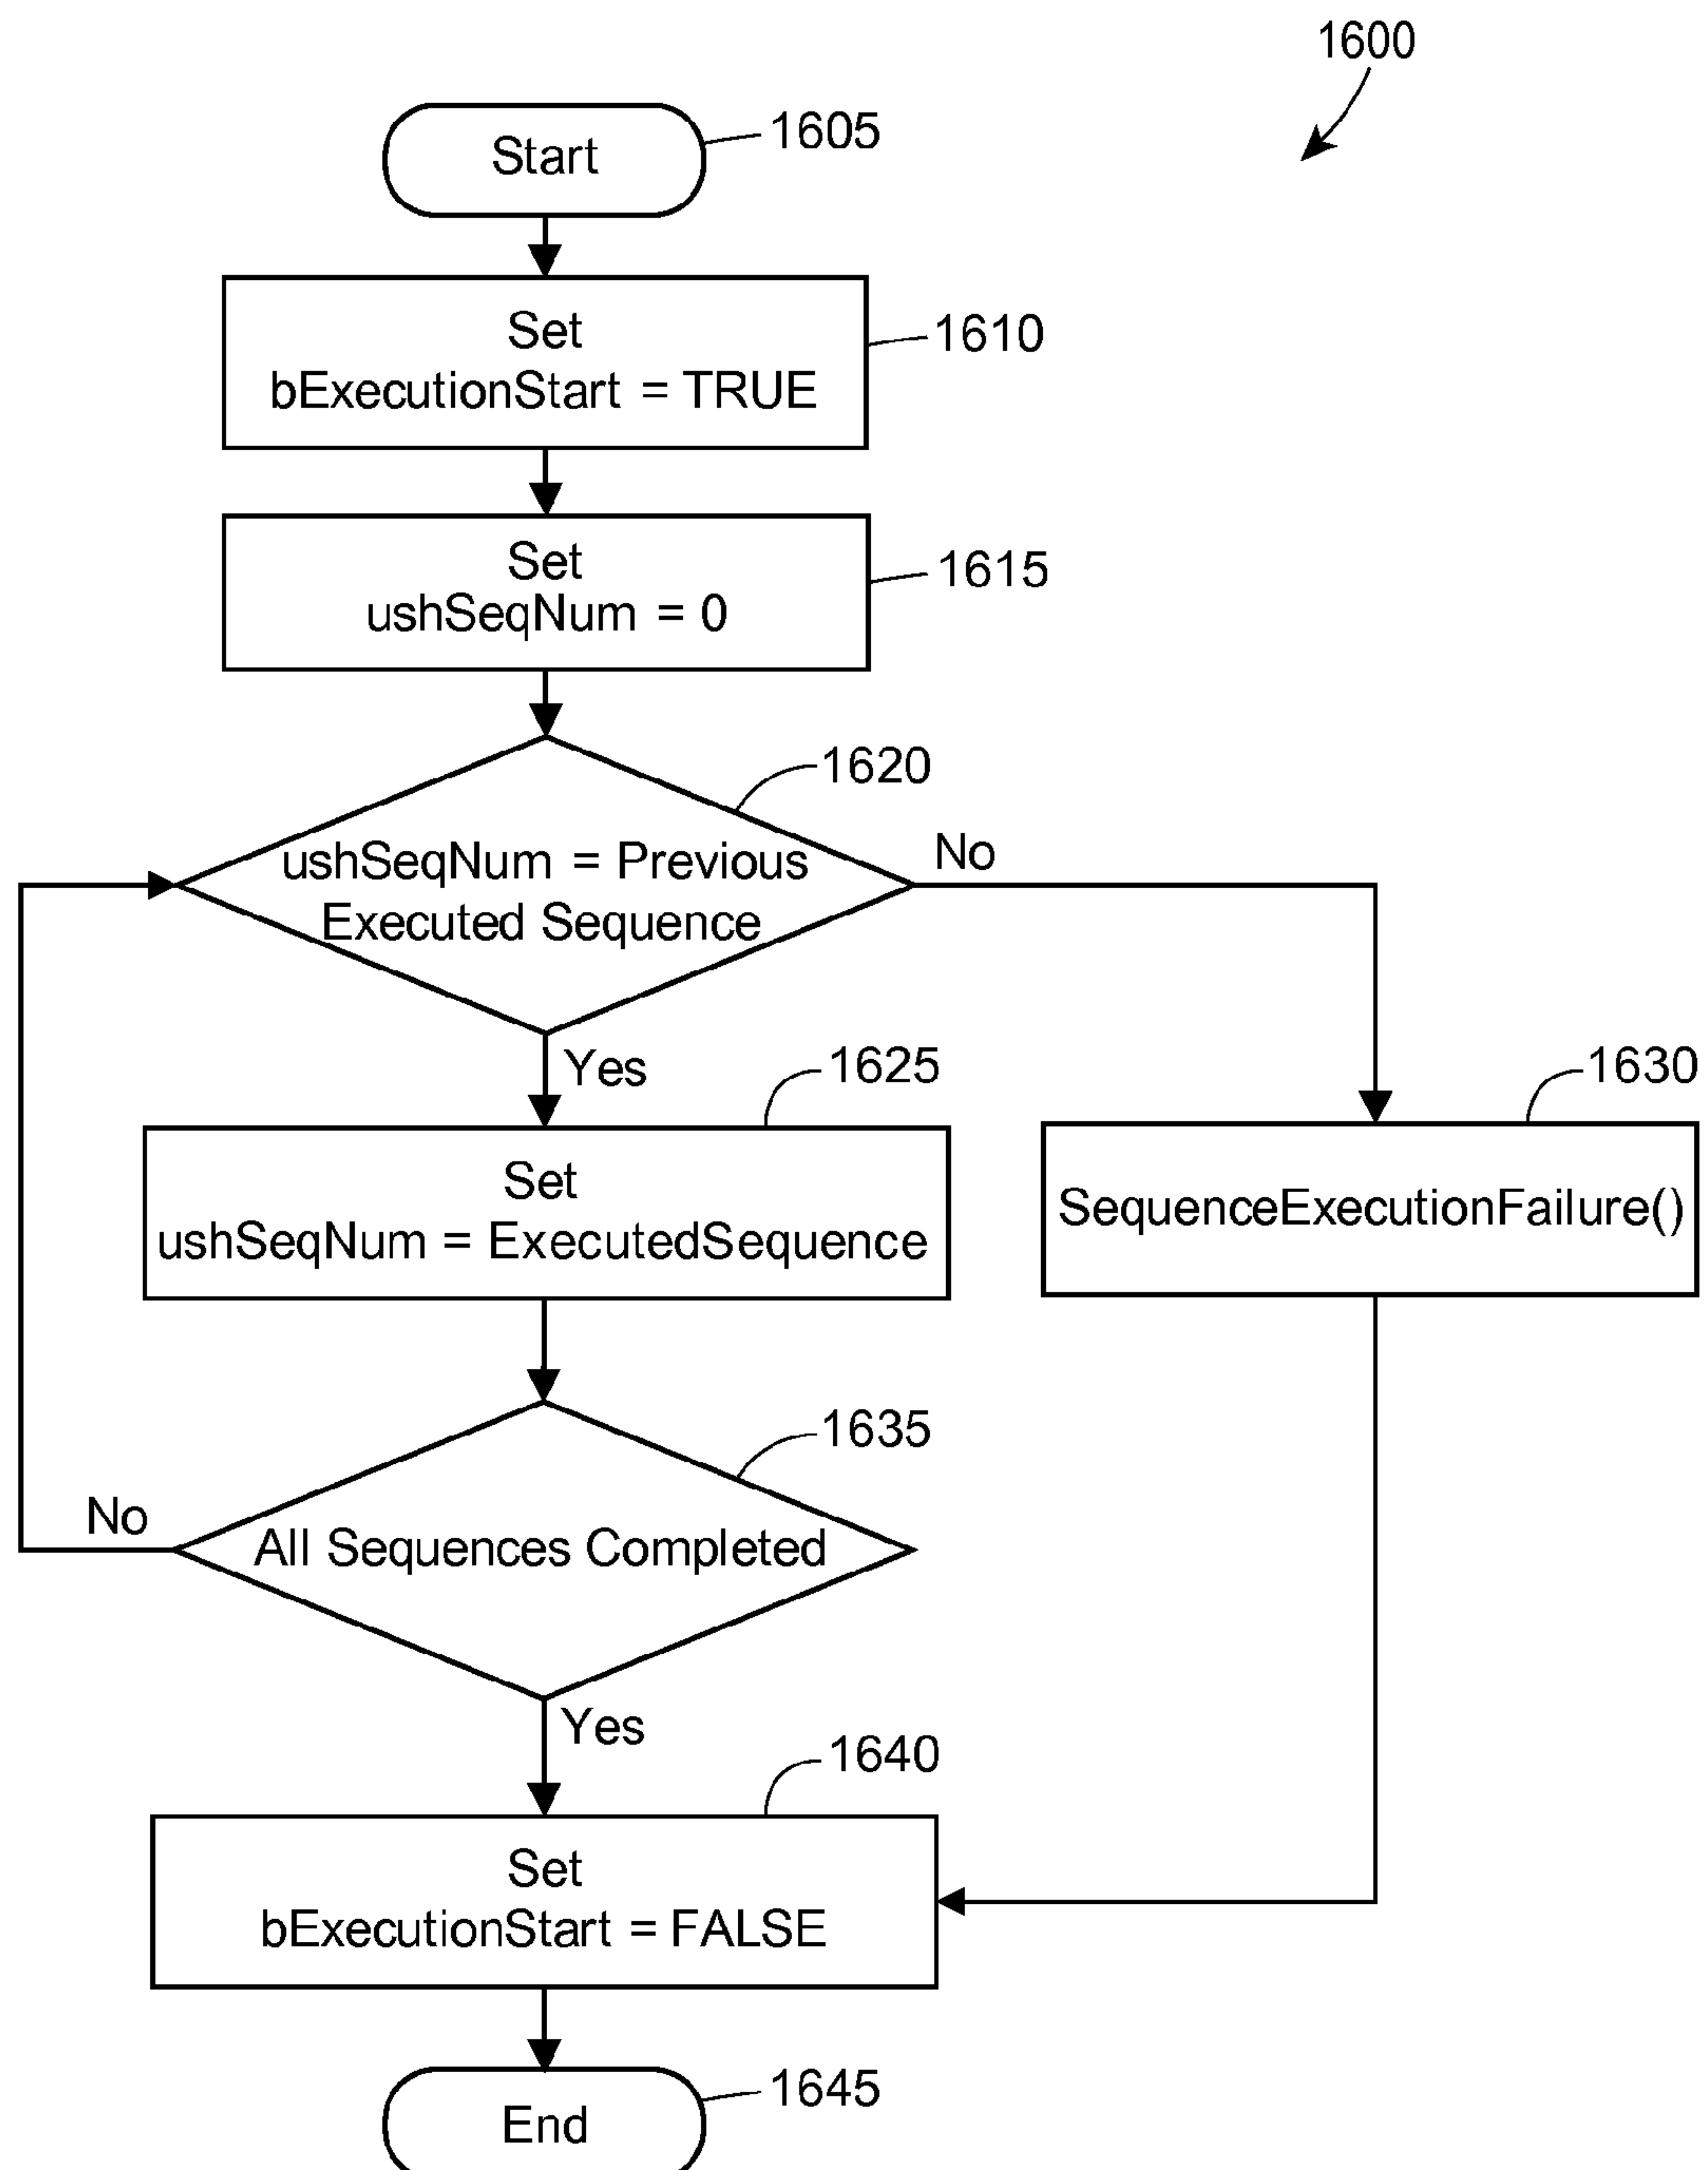 1600
Start
1605
Set
bExecutionStart = TRUE
1610
Set
ushSeqNum = 0
1615
1620
ushSeqNum = Previous
Executed Sequence
No
Yes
1625
1630
Set
ushSeqNum = ExecutedSequence
SequenceExecutionFailure()
1635
No
All Sequences Completed
Yes
1640
Set
bExecutionStart = FALSE
1645
End